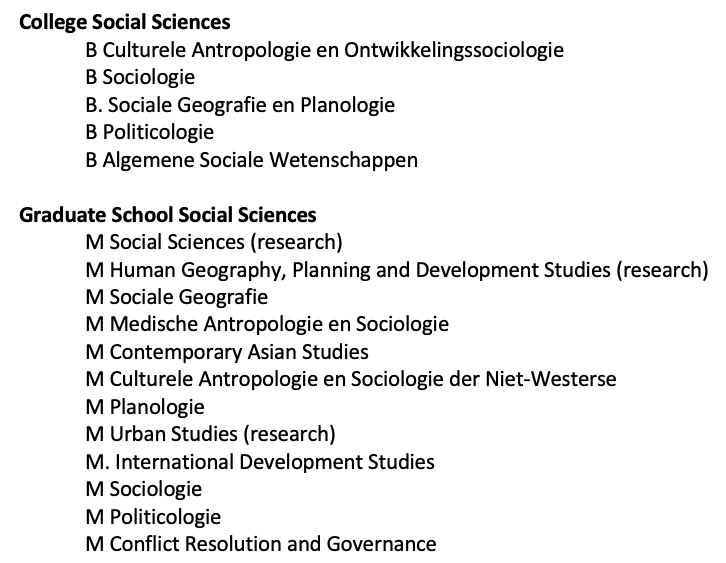 College Social Sciences
B Culturele Antropologie en Ontwikkelingssociologie
B Sociologie
B. Sociale Geografie en Planologie
B Politicologie
B Algemene Sociale Wetenschappen
Graduate School Social Sciences
M Social Sciences (research)
M Human Geography, Planning and Development Studies (research)
M Sociale Geografie
M Medische Antropologie en Sociologie
M Contemporary Asian Studies
M Culturele Antropologie en Sociologie der Niet-Westerse
M Planologie
M Urban Studies (research)
M. International Development Studies
M Sociologie
M Politicologie
M Conflict Resolution and Governance